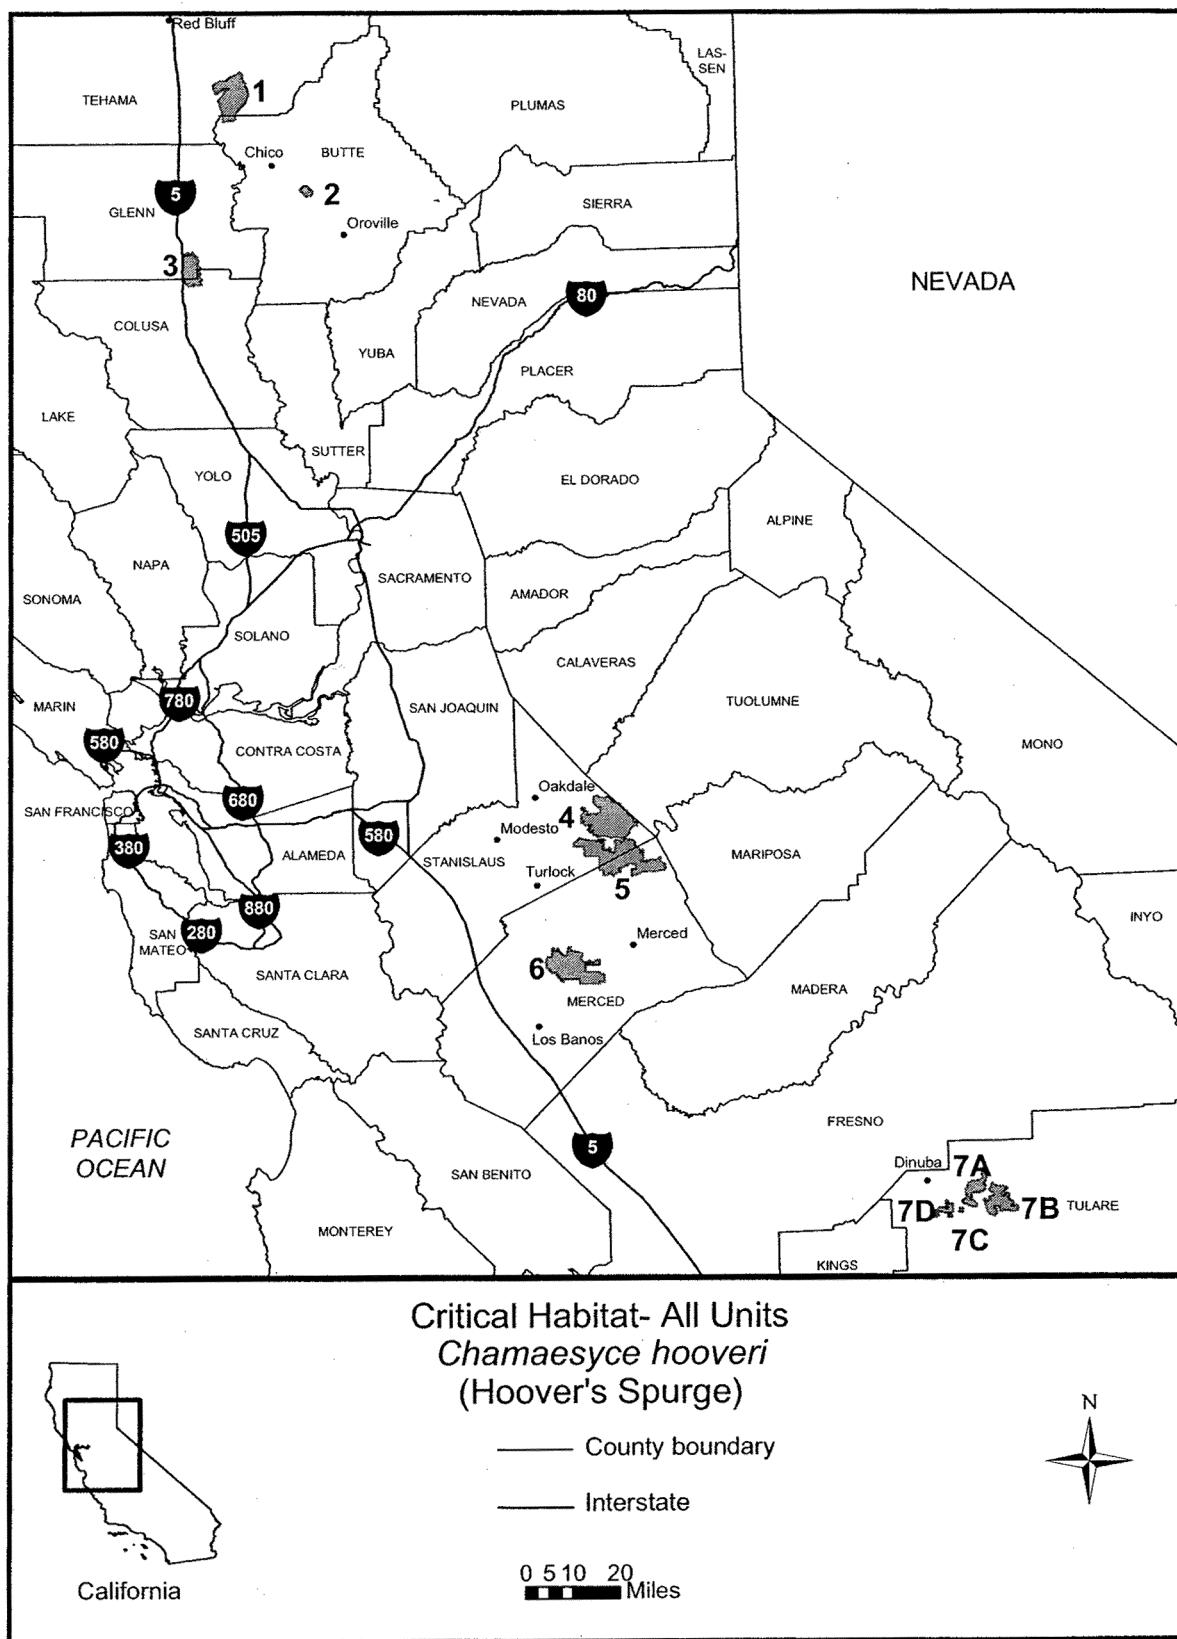 Red Bluff
LAS-
SEN
TEHAMA
1
PLUMAS
Chico
BUTTE
5
2
GLENN
SIERRA
Oroville
3
NEVADA
80
NEVADA
COLUSA
YUBA
PLACER
LAKE
SUTTER
YOLO
EL DORADO
ALPINE
505
NAPA
SACRAMENTO
AMADOR
SONOMA
SOLANO
CALAVERAS
780
MARIN
SAN JOAQUIN
TUOLUMNE
580
CONTRA COSTA
MONO
Oakdale
680
SAN FRANCISCO
4
Modesto
580
380
ALAMEDA
STANISLAUS
MARIPOSA
Turlock
5
880
INYO
280
SAN
MATEO
Merced
6
SANTA CLARA
MADERA
MERCED
SANTA CRUZ
Los Banos
FRESNO
PACIFIC
OCEAN
5
Dinuba
7A
SAN BENITO
7D
7B
TULARE
MONTEREY
7C
KINGS
Critical Habitat- All Units
Chamaesyce hooveri
(Hoover's Spurge)
N
County boundary
Interstate
0 5 10 20
Miles
California